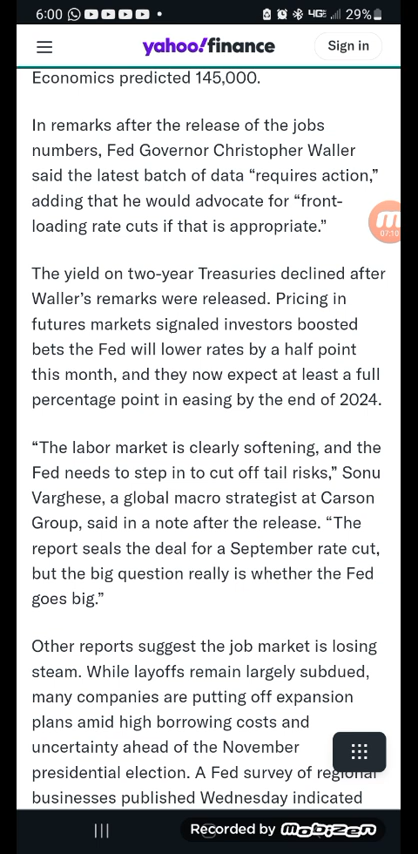 6:00 4GE 29%
yahoo!finance Sign in
Economics predicted 145,000.
In remarks after the release of the jobs
numbers, Fed Governor Christopher Waller
said the latest batch of data “requires action,”
adding that he would advocate for “front-
loading rate cuts if that is appropriate.”
07:10
The yield on two-year Treasuries declined after
Waller’s remarks were released. Pricing in
futures markets signaled investors boosted
bets the Fed will lower rates by a half point
this month, and they now expect at least a full
percentage point in easing by the end of 2024.
“The labor market is clearly softening, and the
Fed needs to step in to cut off tail risks,” Sonu
Varghese, a global macro strategist at Carson
Group, said in a note after the release. “The
report seals the deal for a September rate cut,
but the big question really is whether the Fed
goes big.”
Other reports suggest the job market is losing
steam. While layoffs remain largely subdued,
many companies are putting off expansion
plans amid high borrowing costs and
uncertainty ahead of the November
presidential election. A Fed survey of regional
businesses published Wednesday indicated
Recorded by mobizen